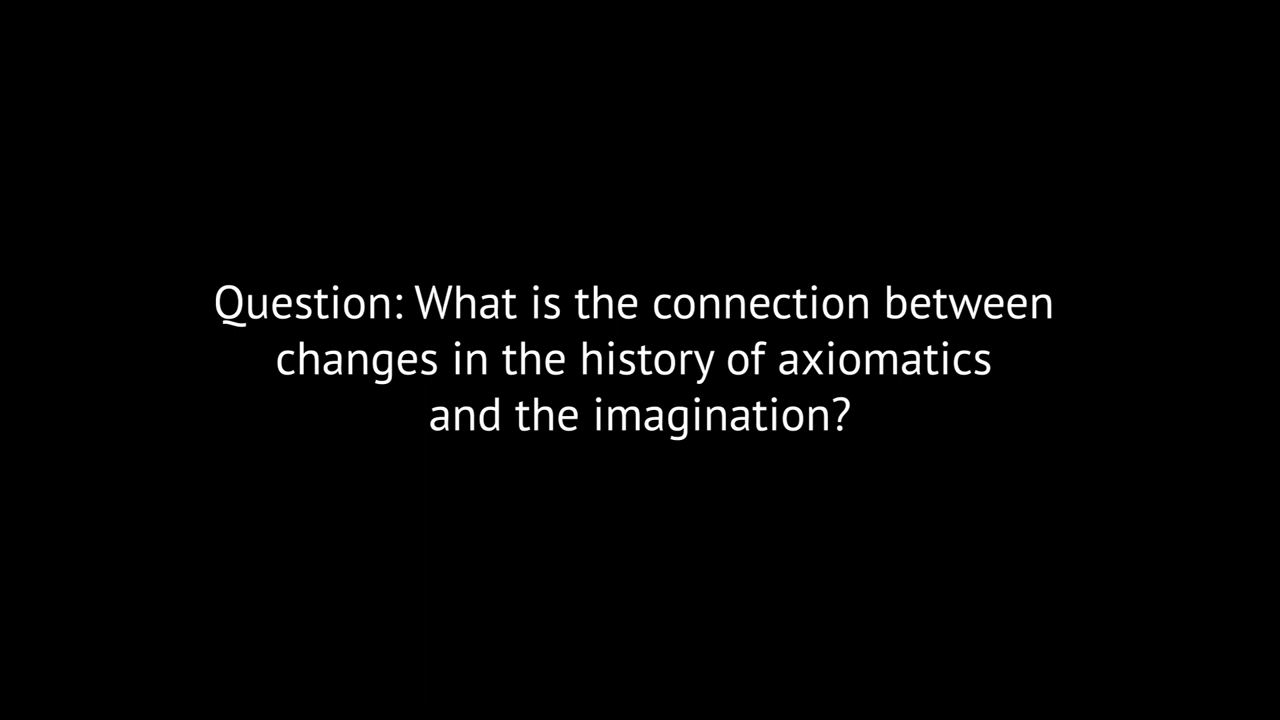 Question: What is the connection between
changes in the history of axiomatics
and the imagination?